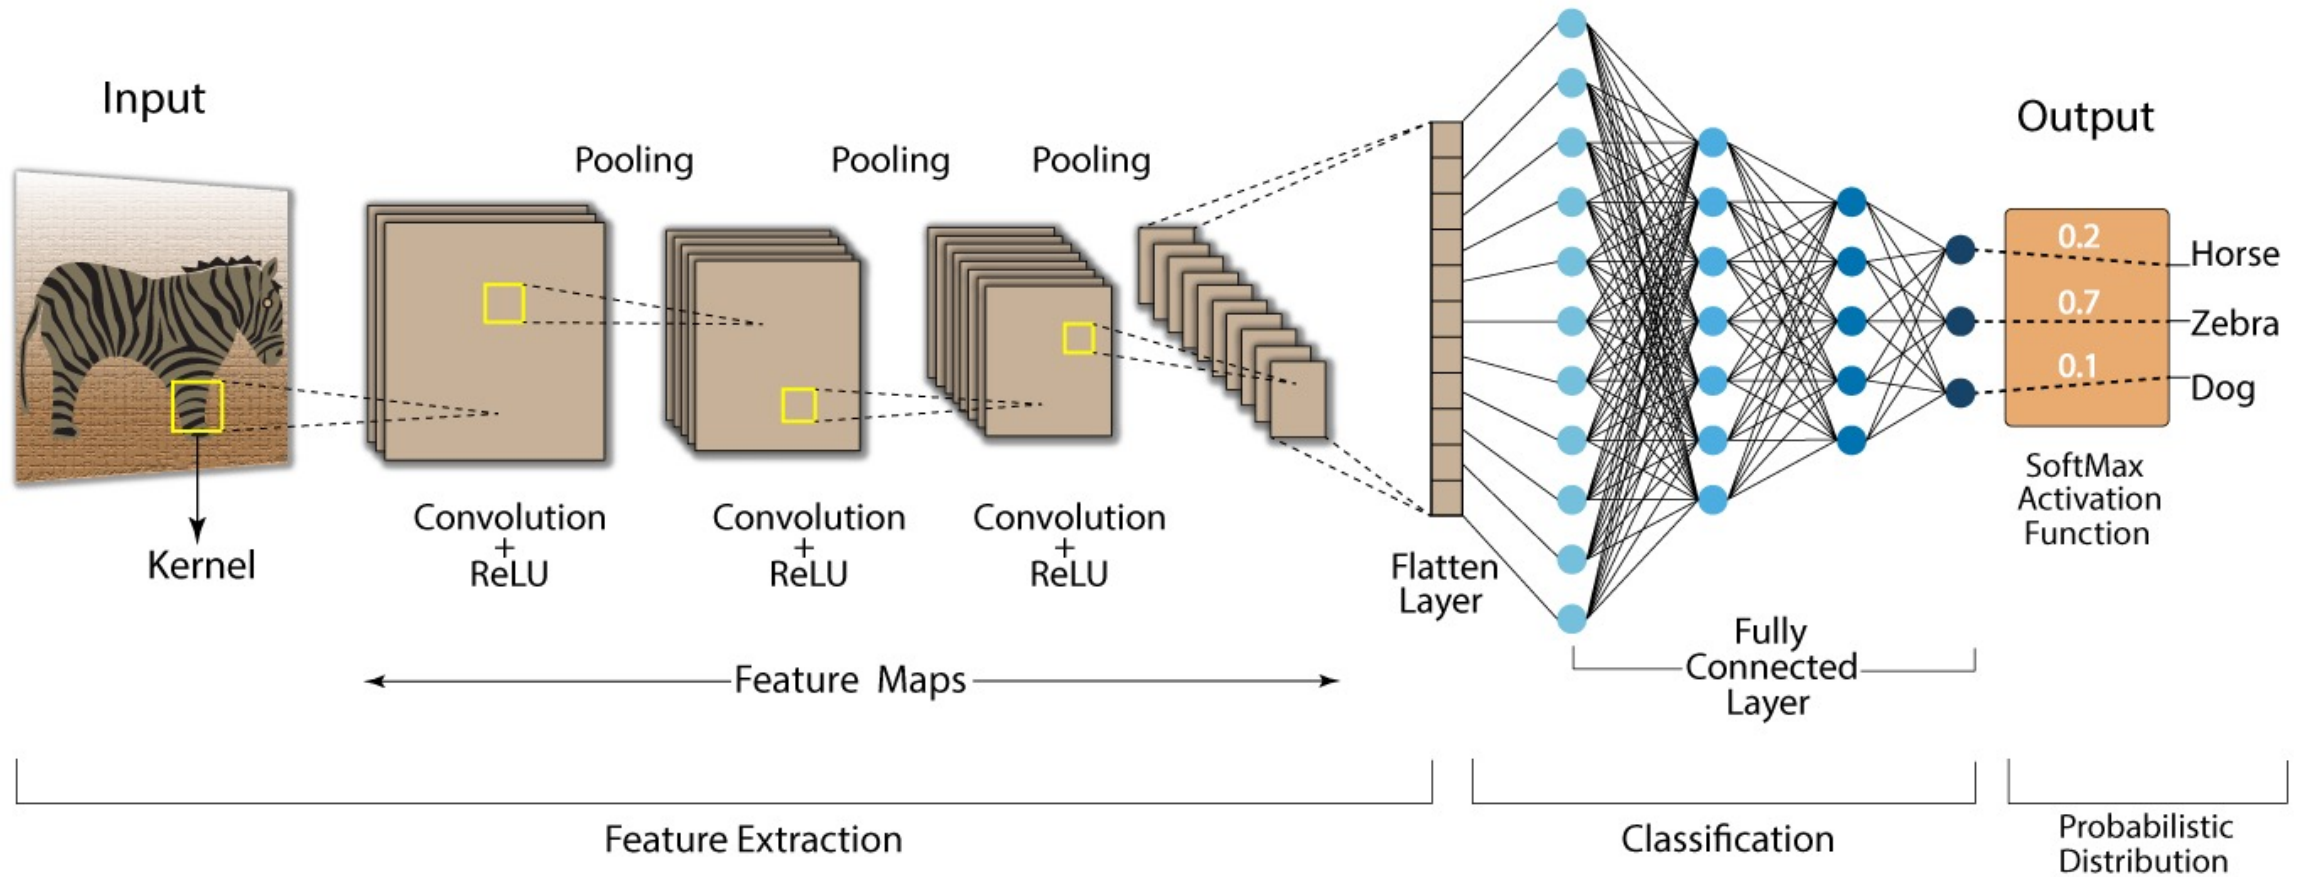 Input
Pooling
Pooling
Pooling
Output
0.2
Horse
0.7
Zebra
0.1
Dog
SoftMax
Activation
Function
Kernel
Convolution
+
ReLU
Convolution
+
ReLU
Convolution
+
ReLU
Flatten
Layer
Fully
Connected
Layer
Feature Maps
Feature Extraction
Classification
Probabilistic
Distribution